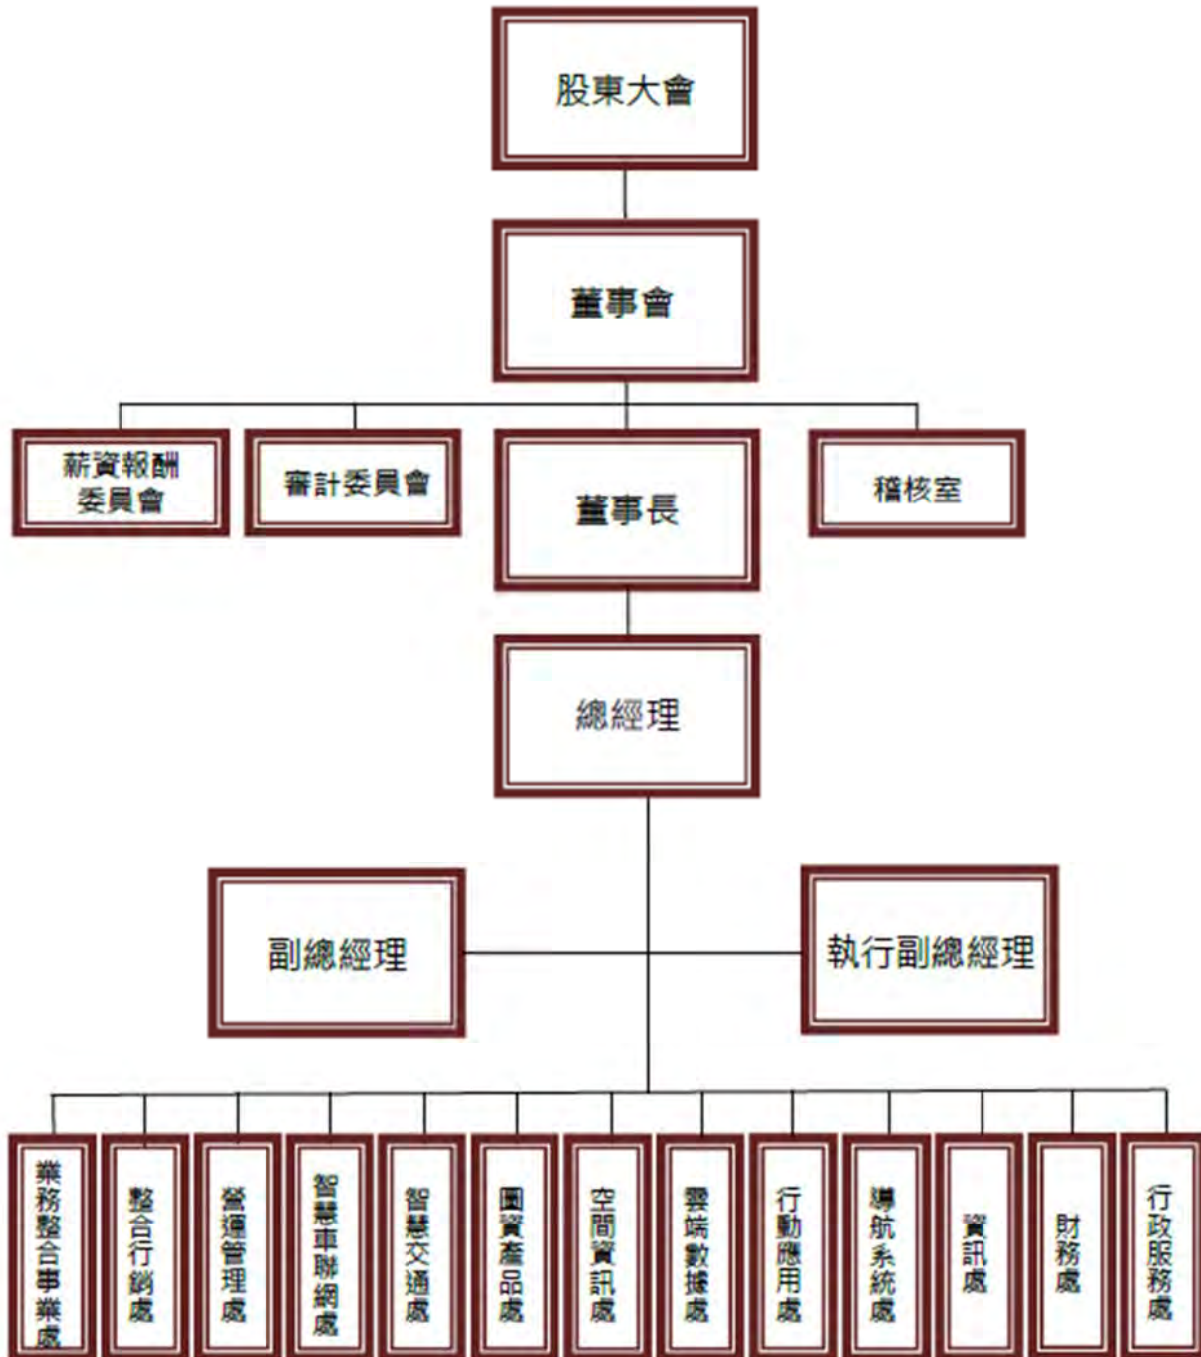 股東大會
董事會
薪資報酬
委員會
審計委員會
董事長
稽核室
總經理
副總經理
執行副總經理
業務整合事業處
整合行銷處
營運管理處
智慧車聯網處
智慧交通處
圖資產品處
空間資訊處
雲端數據處
行動應用處
導航系統處
資訊處
財務處
行政服務處